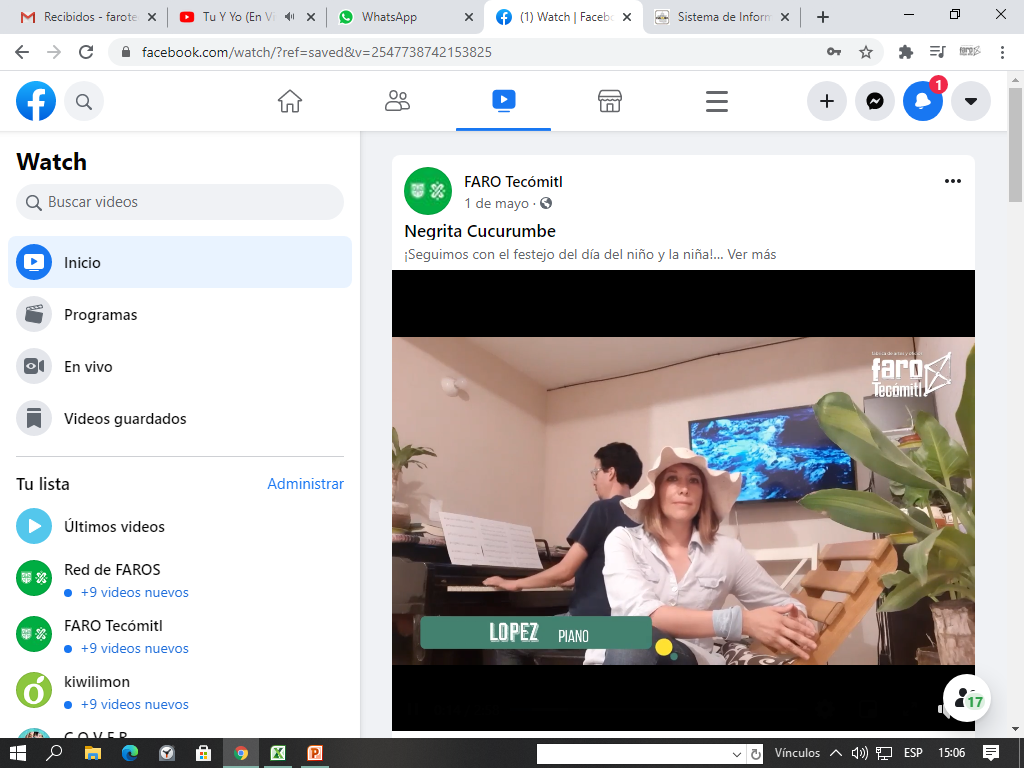 Recibidos - farote
Tu Y Yo (En Vi
WhatsApp
(1) Watch | Facebo
Sistema de Inform
facebook.com/watch/?ref=saved&v=2547738742153825
1
Watch
Buscar videos
Inicio
Programas
En vivo
Videos guardados
Tu lista
Administrar
Últimos videos
Red de FAROS
+9 videos nuevos
FARO Tecómitl
+9 videos nuevos
kiwilimon
+9 videos nuevos
C O V E R
FARO Tecómitl
1 de mayo ·
Negrita Cucurumbe
¡Seguimos con el festejo del día del niño y la niña!... Ver más
faro
Tecómitl
LOPEZ PIANO
17
Vínculos
ESP
15:06